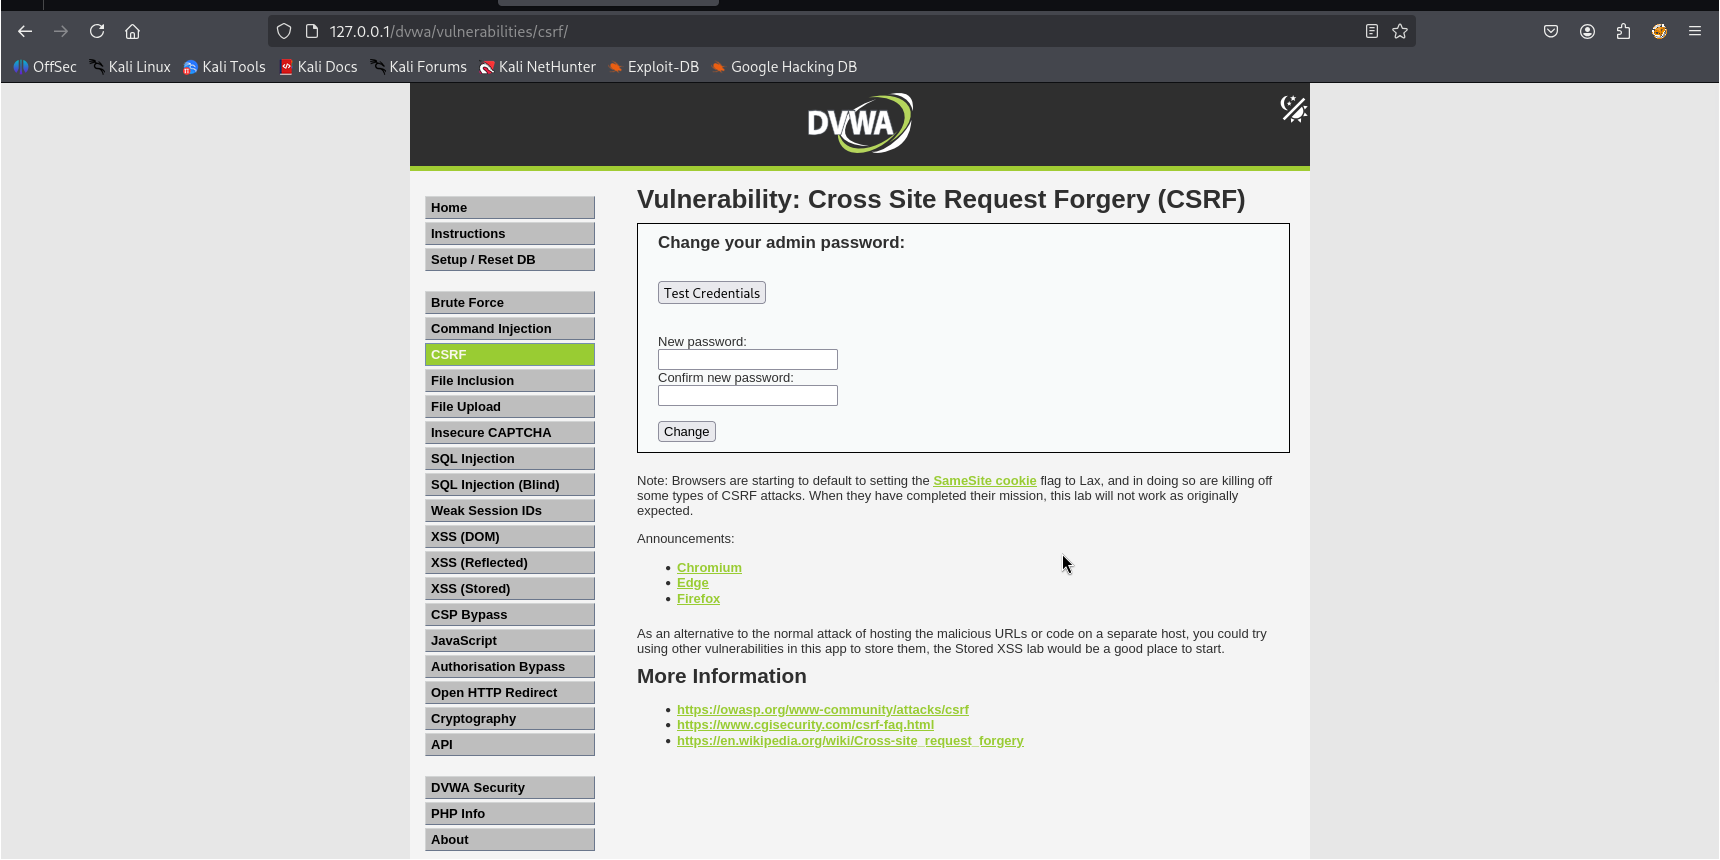 127.0.0.1/dvwa/vulnerabilities/csrf/
OffSec Kali Linux Kali Tools Kali Docs Kali Forums Kali NetHunter Exploit-DB Google Hacking DB
DVWA
Home
Instructions
Setup / Reset DB
Brute Force
Command Injection
CSRF
File Inclusion
File Upload
Insecure CAPTCHA
SQL Injection
SQL Injection (Blind)
Weak Session IDs
XSS (DOM)
XSS (Reflected)
XSS (Stored)
CSP Bypass
JavaScript
Authorisation Bypass
Open HTTP Redirect
Cryptography
API
DVWA Security
PHP Info
About
Vulnerability: Cross Site Request Forgery (CSRF)
Change your admin password:
Test Credentials
New password:
Confirm new password:
Change
Note: Browsers are starting to default to setting the SameSite cookie flag to Lax, and in doing so are killing off
some types of CSRF attacks. When they have completed their mission, this lab will not work as originally
expected.
Announcements:
• Chromium
• Edge
• Firefox
As an alternative to the normal attack of hosting the malicious URLs or code on a separate host, you could try
using other vulnerabilities in this app to store them, the Stored XSS lab would be a good place to start.
More Information
• https://owasp.org/www-community/attacks/csrf
• https://www.cgisecurity.com/csrf-faq.html
• https://en.wikipedia.org/wiki/Cross-site_request_forgery